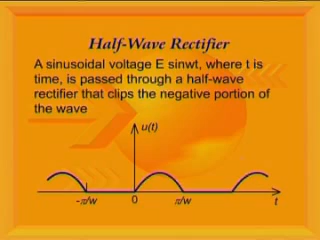 Half-Wave Rectifier
A sinusoidal voltage E sinwt, where t is
time, is passed through a half-wave
rectifier that clips the negative portion of
the wave
u(t)
-π/w 0 π/w t